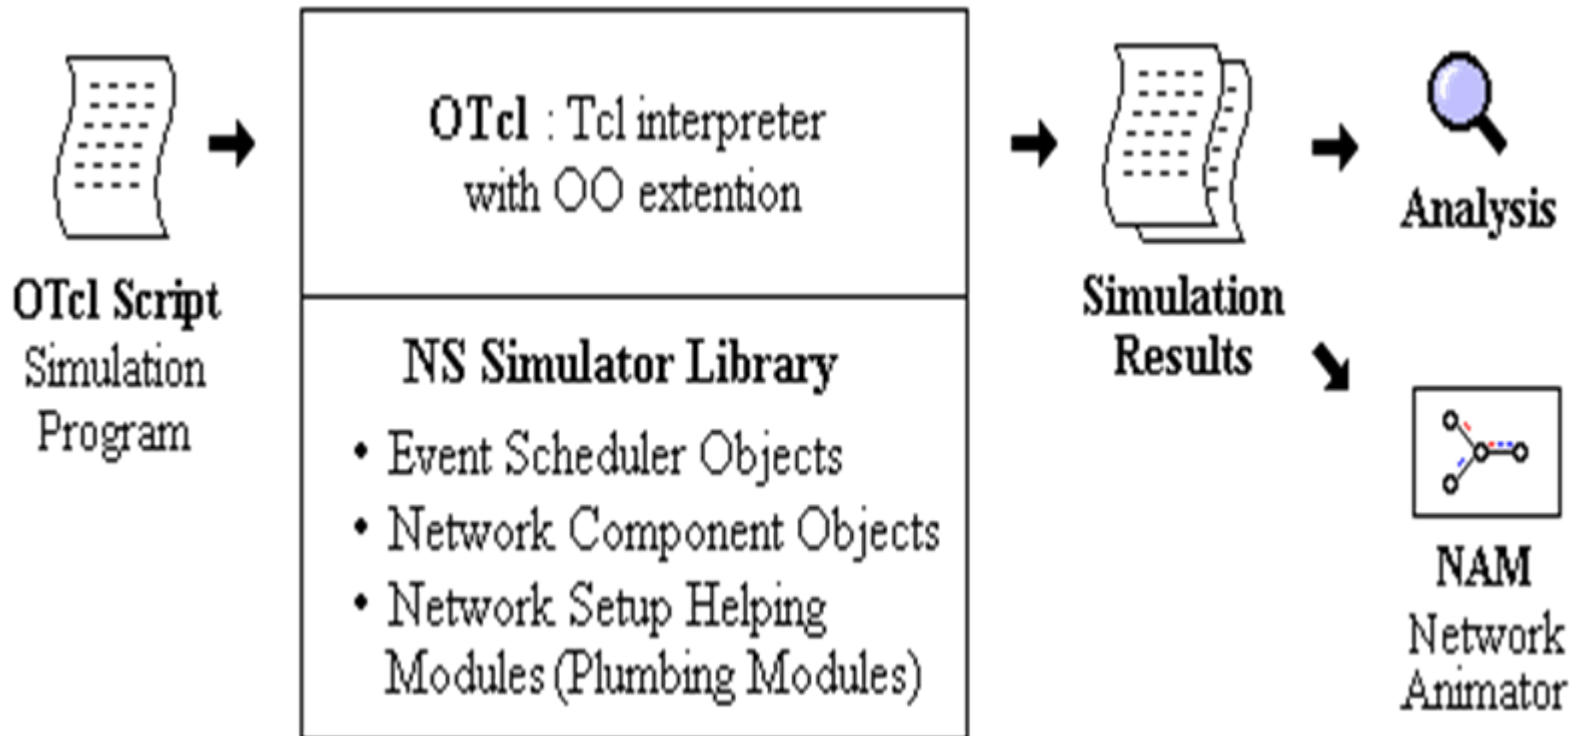 OTcl Script
Simulation
Program
OTcl : Tcl interpreter
with OO extention
NS Simulator Library
• Event Scheduler Objects
• Network Component Objects
• Network Setup Helping
Modules (Plumbing Modules)
Simulation
Results
Analysis
NAM
Network
Animator